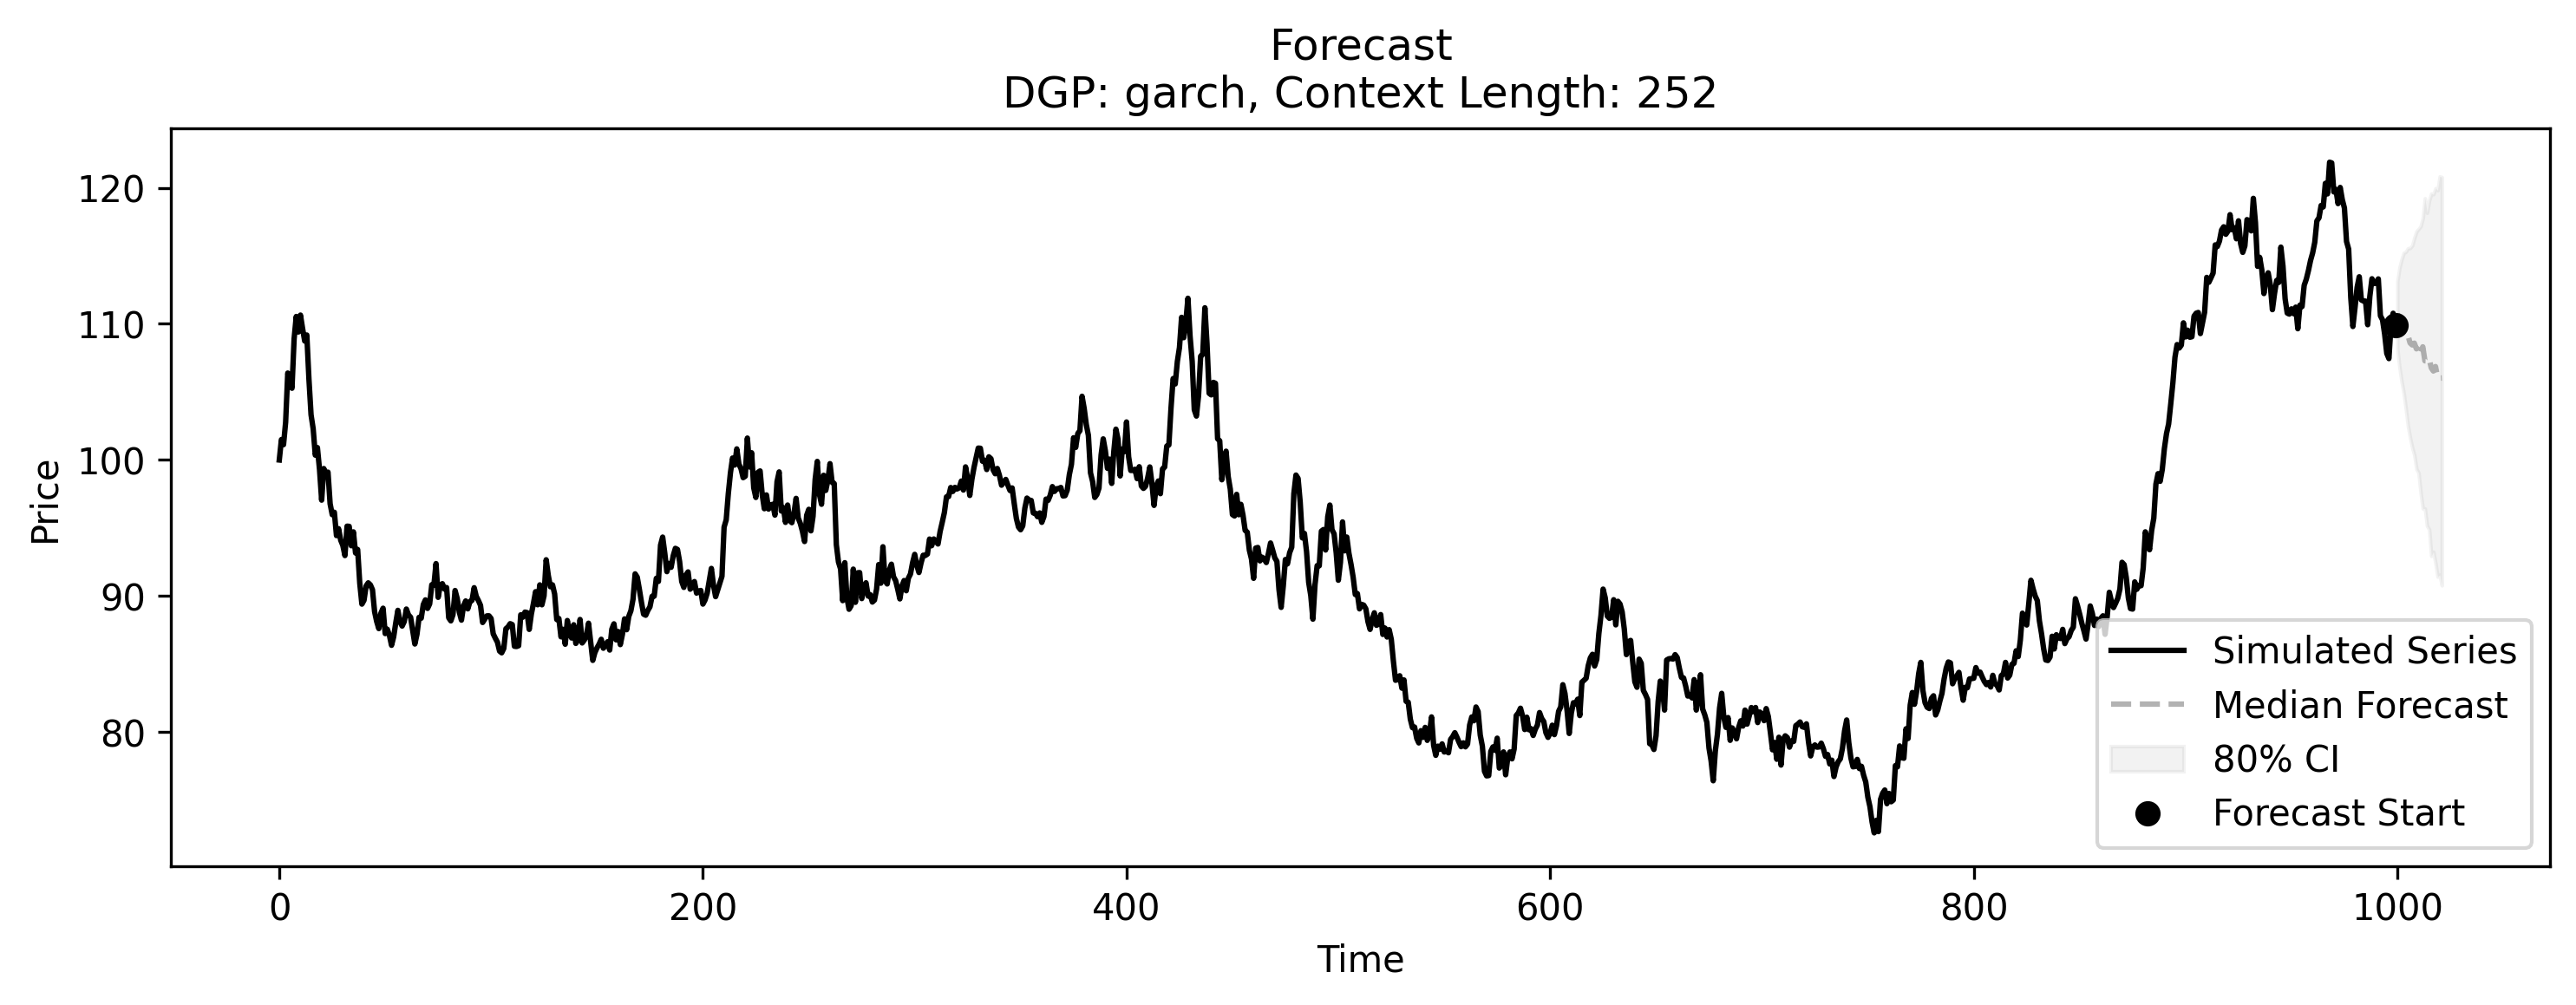 Forecast
DGP: garch, Context Length: 252
Price
120
110
100
90
80
0
200
400
600
800
1000
Time
Simulated Series
Median Forecast
80% CI
Forecast Start